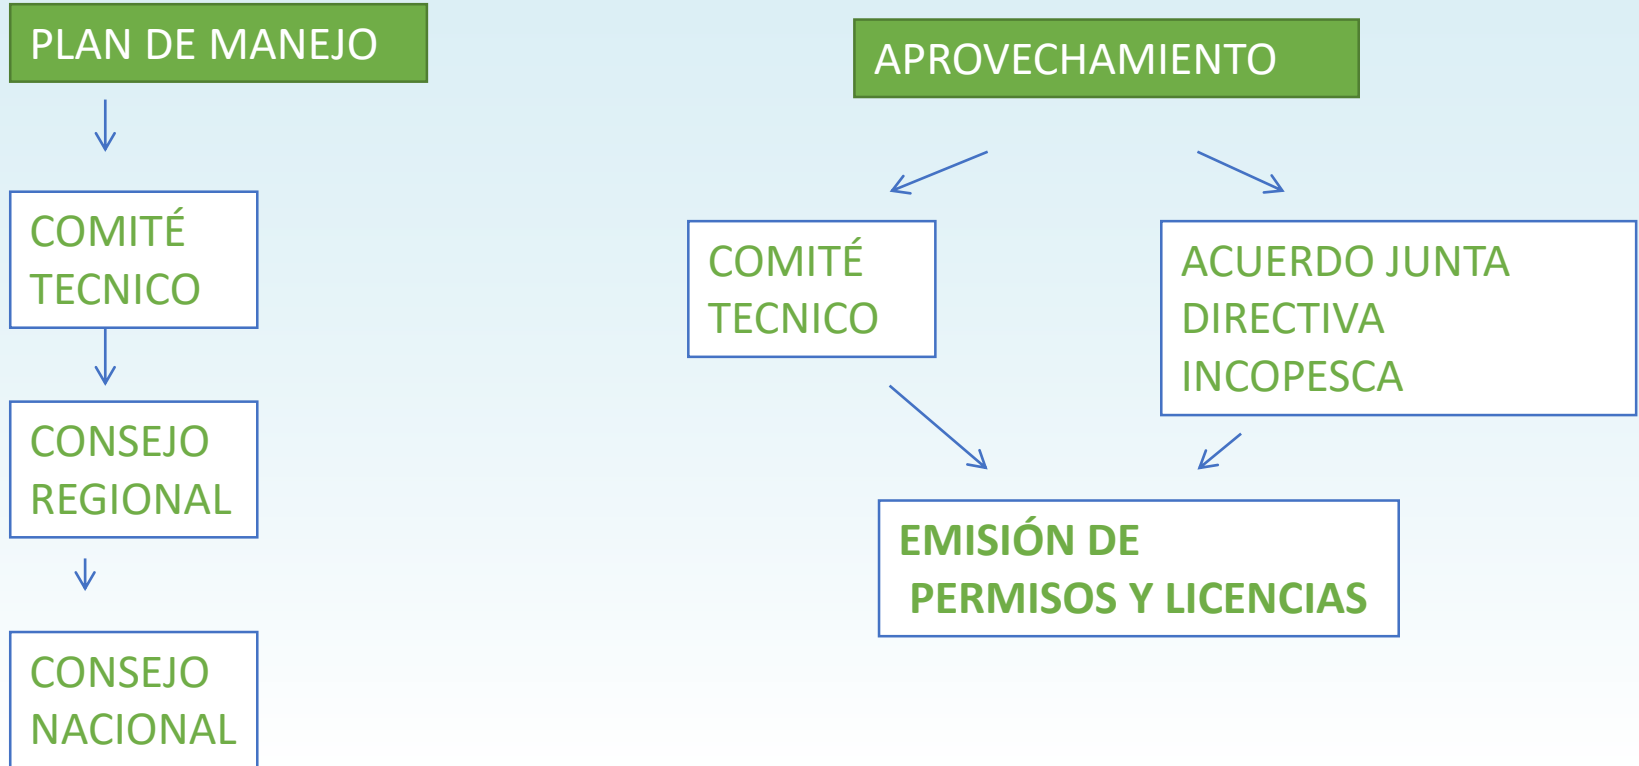 PLAN DE MANEJO
COMITÉ
TECNICO
CONSEJO
REGIONAL
CONSEJO
NACIONAL
APROVECHAMIENTO
COMITÉ
TECNICO
ACUERDO JUNTA
DIRECTIVA
INCOPESCA
EMISIÓN DE
PERMISOS Y LICENCIAS